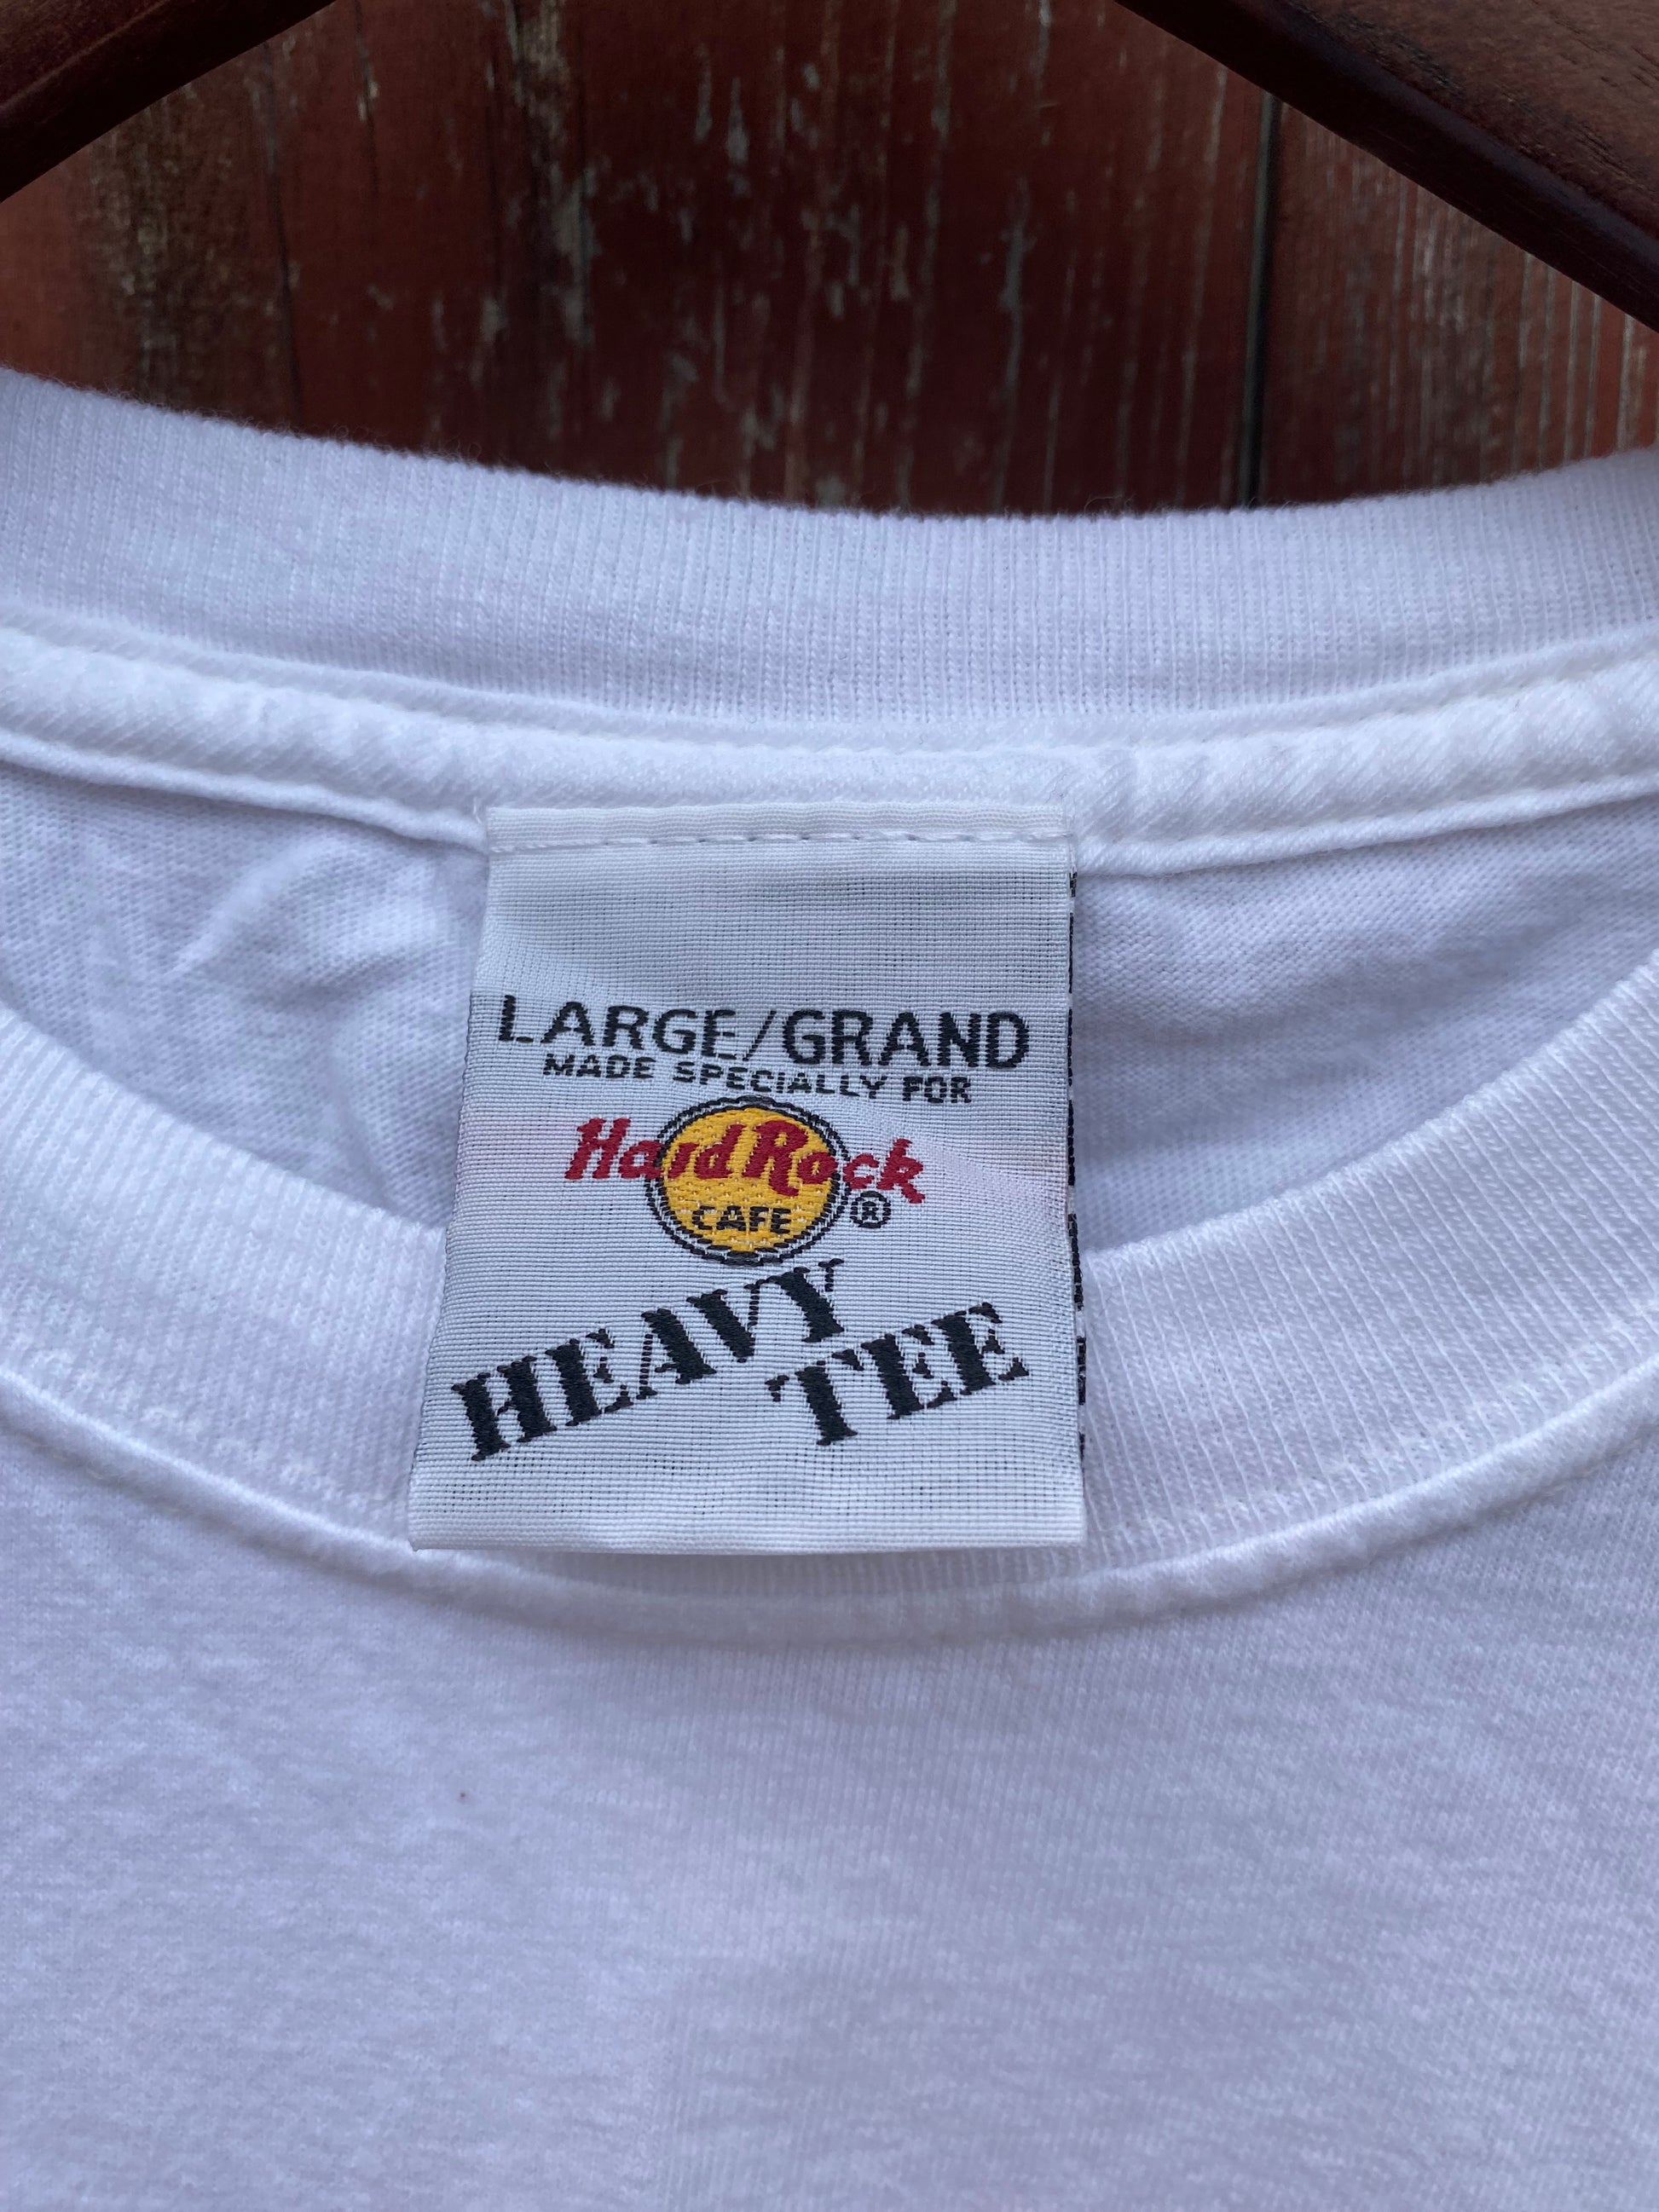 LARGE/GRAND
MADE SPECIALLY FOR
Hard Rock
CAFE ®
HEAVY
TEE